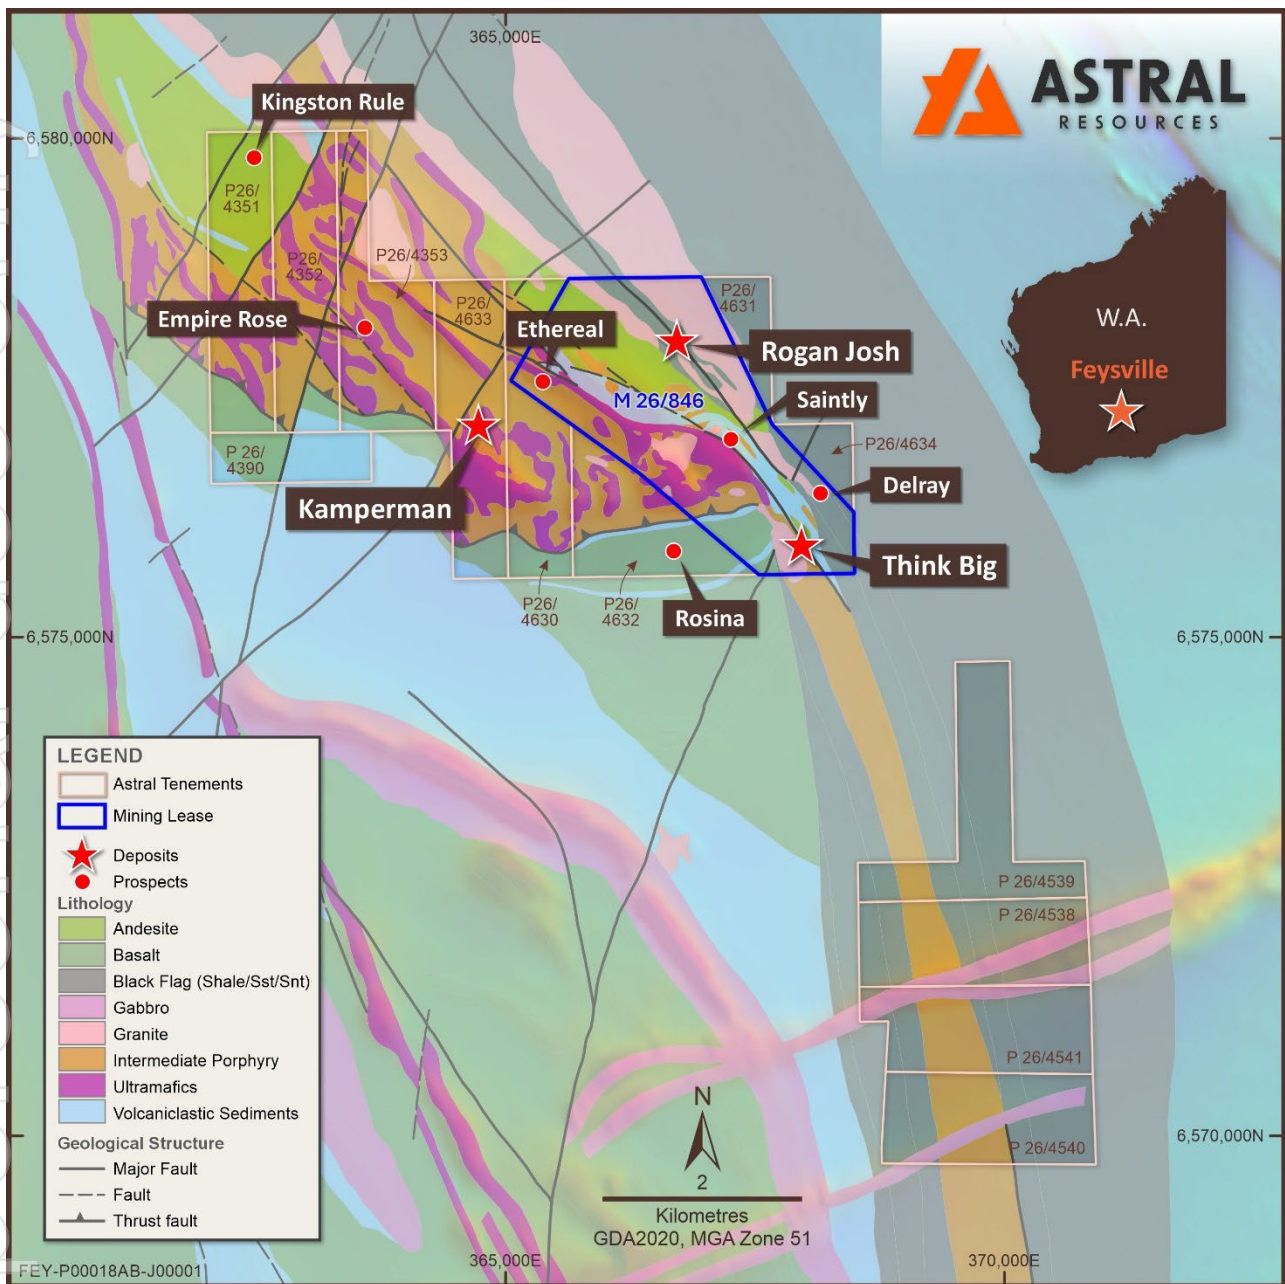 365,000E
ASTRAL
RESOURCES
Kingston Rule
6,580,000N
P26/
4351
P26/
4352
P26/4353
P26/
4633
P26/
4631
W.A.
Feysville
Empire Rose
Ethereal
Rogan Josh
M 26/846
Saintly
P26/4634
P 26/
4390
Kamperman
Delray
Think Big
P26/
4630
P26/
4632
Rosina
6,575,000N
6,575,000N
LEGEND
Astral Tenements
Mining Lease
Deposits
Prospects
Lithology
Andesite
Basalt
Black Flag (Shale/Sst/Snt)
Gabbro
Granite
Intermediate Porphyry
Ultramafics
Volcaniclastic Sediments
Geological Structure
Major Fault
Fault
Thrust fault
P 26/4539
P 26/4538
P 26/4541
P 26/4540
6,570,000N
N
2
Kilometres
GDA2020, MGA Zone 51
365,000E
370,000E
FEY-P00018AB-J00001